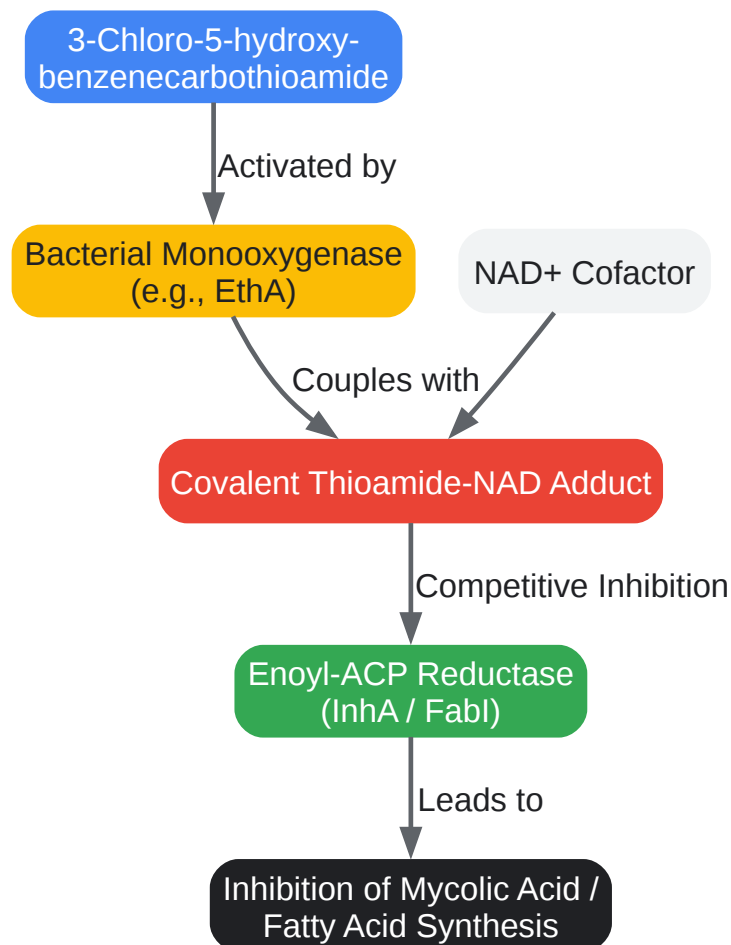 3-Chloro-5-hydroxy-
benzenecarbothioamide
Activated by
Bacterial Monooxygenase
(e.g., EthA)
NAD+ Cofactor
Couples with
Covalent Thioamide-NAD Adduct
Competitive Inhibition
Enoyl-ACP Reductase
(InhA / FabI)
Leads to
Inhibition of Mycolic Acid /
Fatty Acid Synthesis